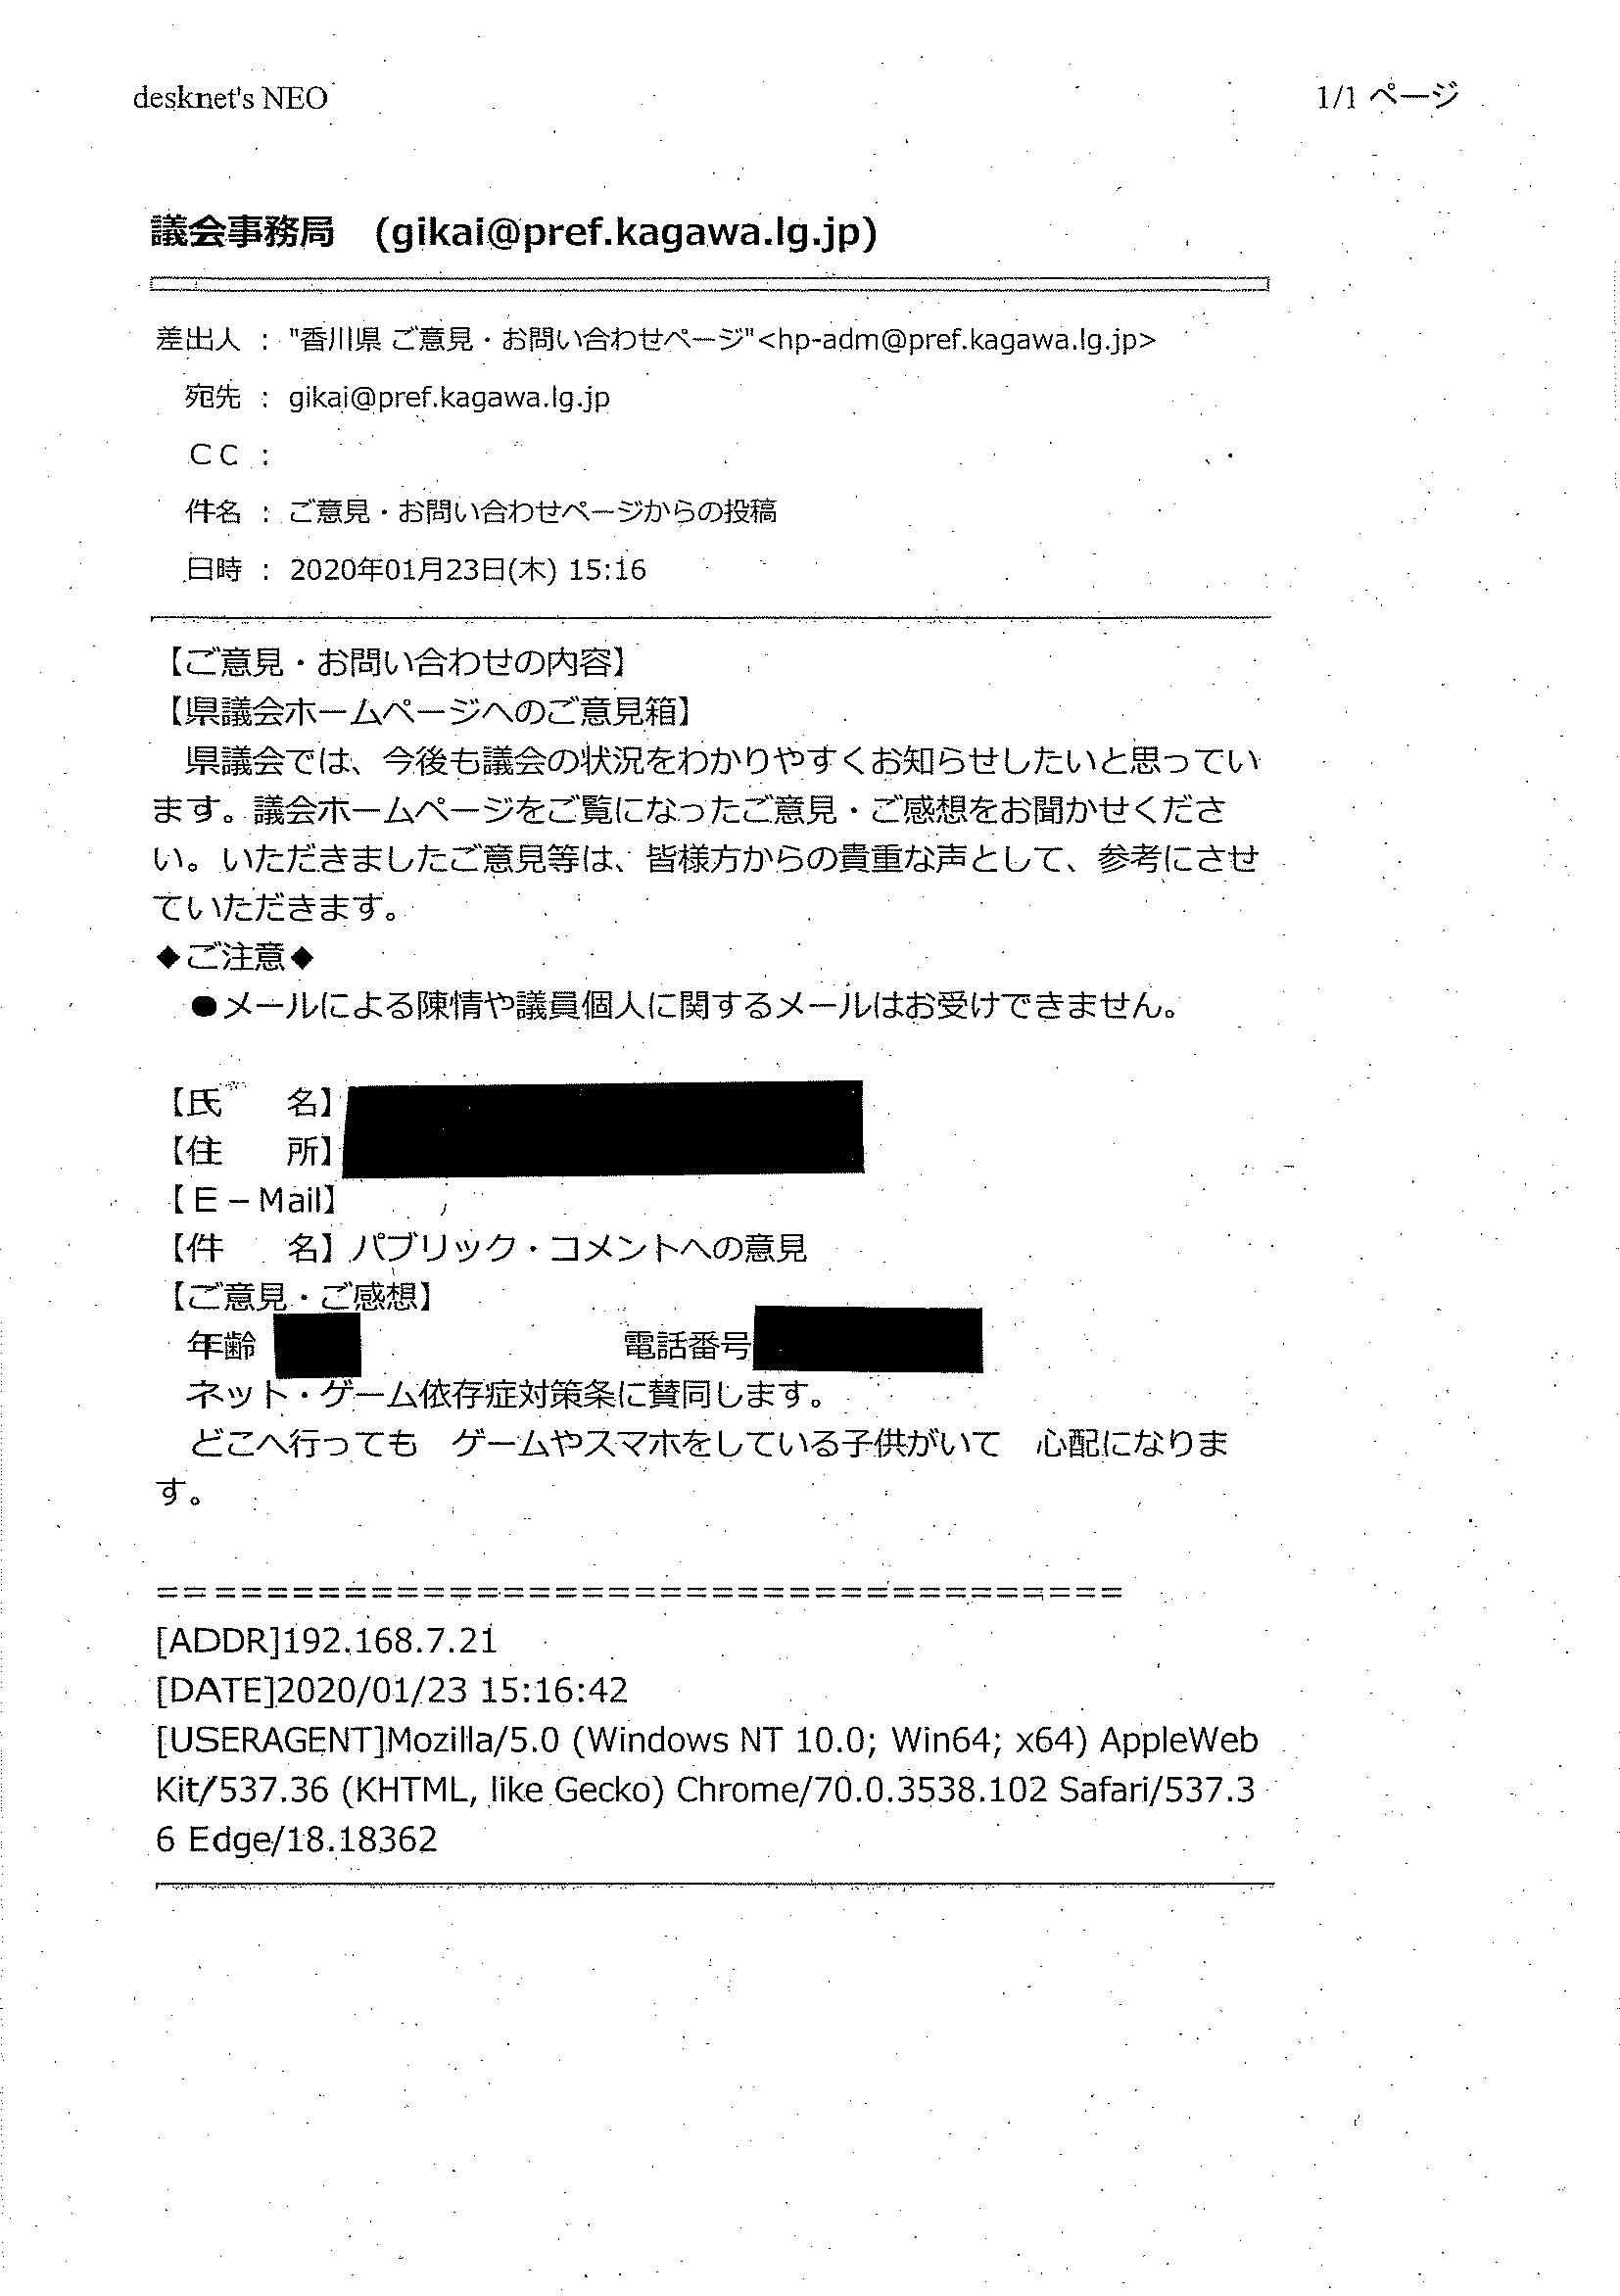 desknet's NEO
1/1 ページ
議会事務局　(gikai@pref.kagawa.lg.jp)
差出人 : "香川県 ご意見・お問い合わせページ"<hp-adm@pref.kagawa.lg.jp>
宛先 : gikai@pref.kagawa.lg.jp
ＣＣ :
件名 : ご意見・お問い合わせページからの投稿
日時 : 2020年01月23日(木) 15:16
【ご意見・お問い合わせの内容】
【県議会ホームページへのご意見箱】
　県議会では、今後も議会の状況をわかりやすくお知らせしたいと思ってい
ます。議会ホームページをご覧になったご意見・ご感想をお聞かせくださ
い。いただきましたご意見等は、皆様方からの貴重な声として、参考にさせ
ていただきます。
◆ご注意◆
　●メールによる陳情や議員個人に関するメールはお受けできません。
【氏　　名】
【住　　所】
【Ｅ－Mail】
【件　　名】パブリック・コメントへの意見
【ご意見・ご感想】
　年齢　　　　　　　　　　　電話番号
　ネット・ゲーム依存症対策条に賛同します。
　どこへ行っても　ゲームやスマホをしている子供がいて　心配になりま
す。
=====================================
[ADDR]192.168.7.21
[DATE]2020/01/23 15:16:42
[USERAGENT]Mozilla/5.0 (Windows NT 10.0; Win64; x64) AppleWeb
Kit/537.36 (KHTML, like Gecko) Chrome/70.0.3538.102 Safari/537.3
6 Edge/18.18362